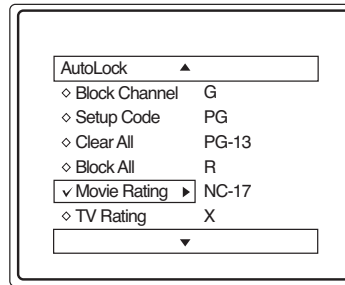 AutoLock ▲
◇ Block Channel G
◇ Setup Code PG
◇ Clear All PG-13
◇ Block All R
✓ Movie Rating ▶ NC-17
◇ TV Rating X
▼